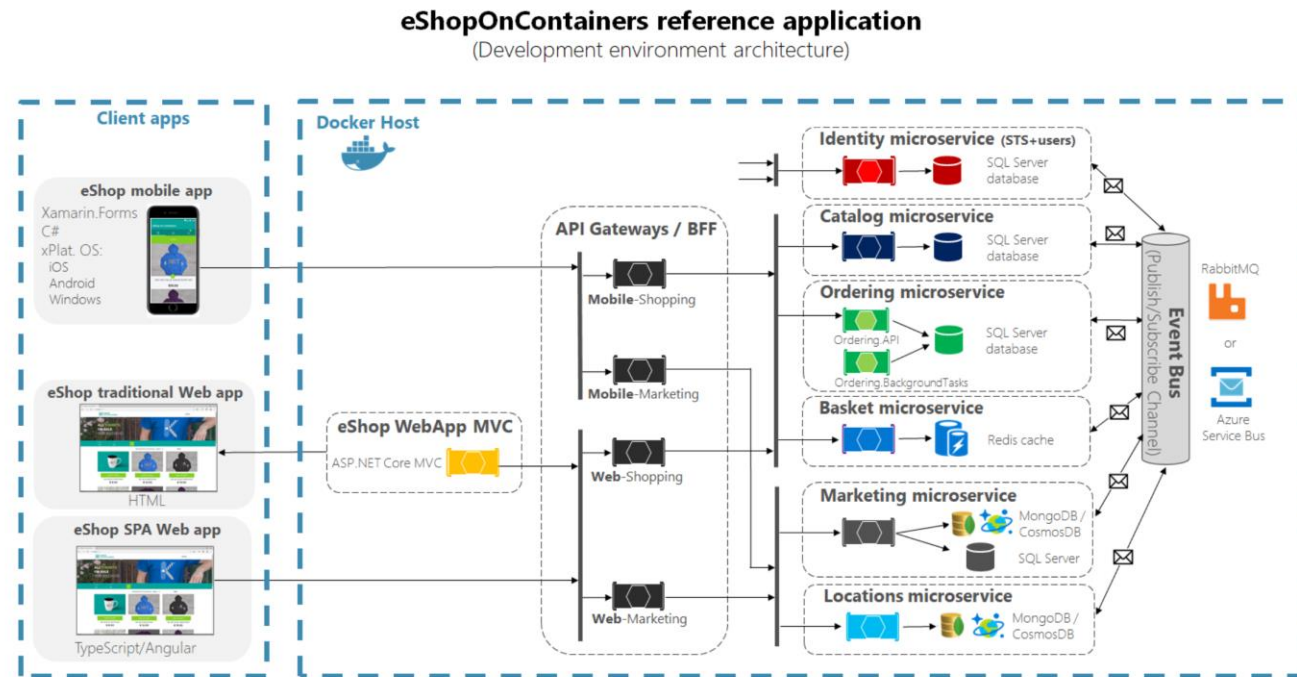 eShopOnContainers reference application
(Development environment architecture)
Client apps
eShop mobile app
Xamarin.Forms
C#
xPlat. OS:
iOS
Android
Windows
eShop traditional Web app
HTML
eShop SPA Web app
TypeScript/Angular
Docker Host
eShop WebApp MVC
ASP.NET Core MVC
API Gateways / BFF
Mobile-Shopping
Mobile-Marketing
Web-Shopping
Web-Marketing
Identity microservice (STS+users)
SQL Server
database
Catalog microservice
SQL Server
database
Ordering microservice
Ordering.API
SQL Server
database
Ordering.BackgroundTasks
Basket microservice
Redis cache
Marketing microservice
MongoDB /
CosmosDB
SQL Server
Locations microservice
MongoDB /
CosmosDB
Event Bus
(Publish/Subscribe Channel)
RabbitMQ
or
Azure
Service Bus